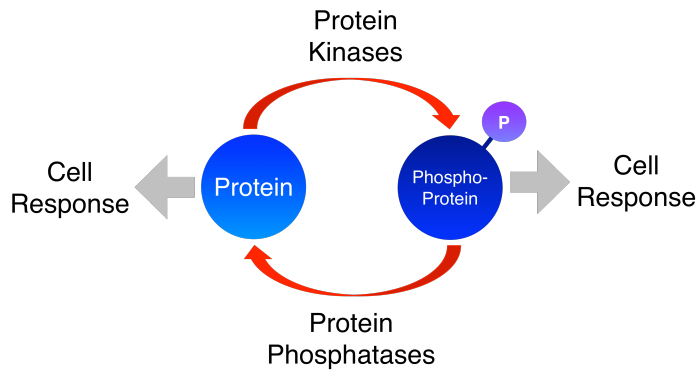 Protein
Kinases
P
Cell
Response
Protein
Phospho-
Protein
Cell
Response
Protein
Phosphatases